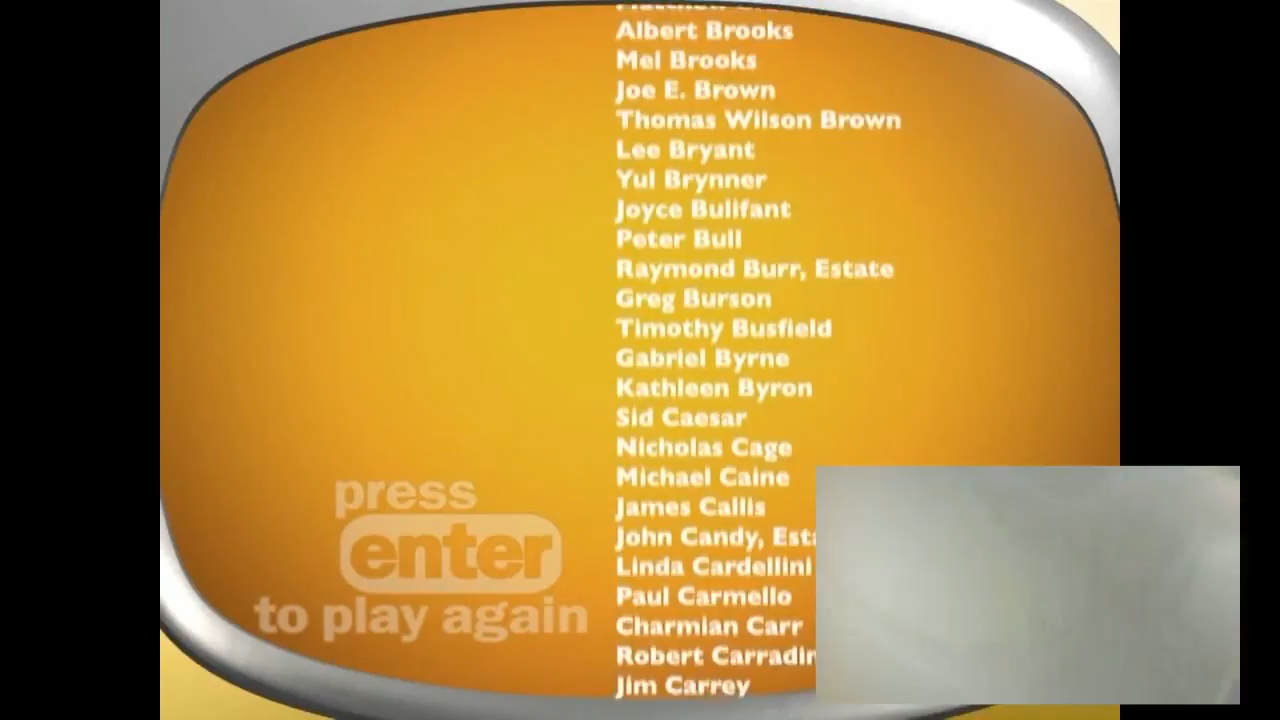 Albert Brooks
Mel Brooks
Joe E. Brown
Thomas Wilson Brown
Lee Bryant
Yul Brynner
Joyce Bulifant
Peter Bull
Raymond Burr, Estate
Greg Burson
Timothy Busfield
Gabriel Byrne
Kathleen Byron
Sid Caesar
Nicholas Cage
Michael Caine
James Callis
John Candy,
Linda Cardellini
Paul Carmello
Charmian Carr
Robert
Jim Carrey
press
enter
to play again